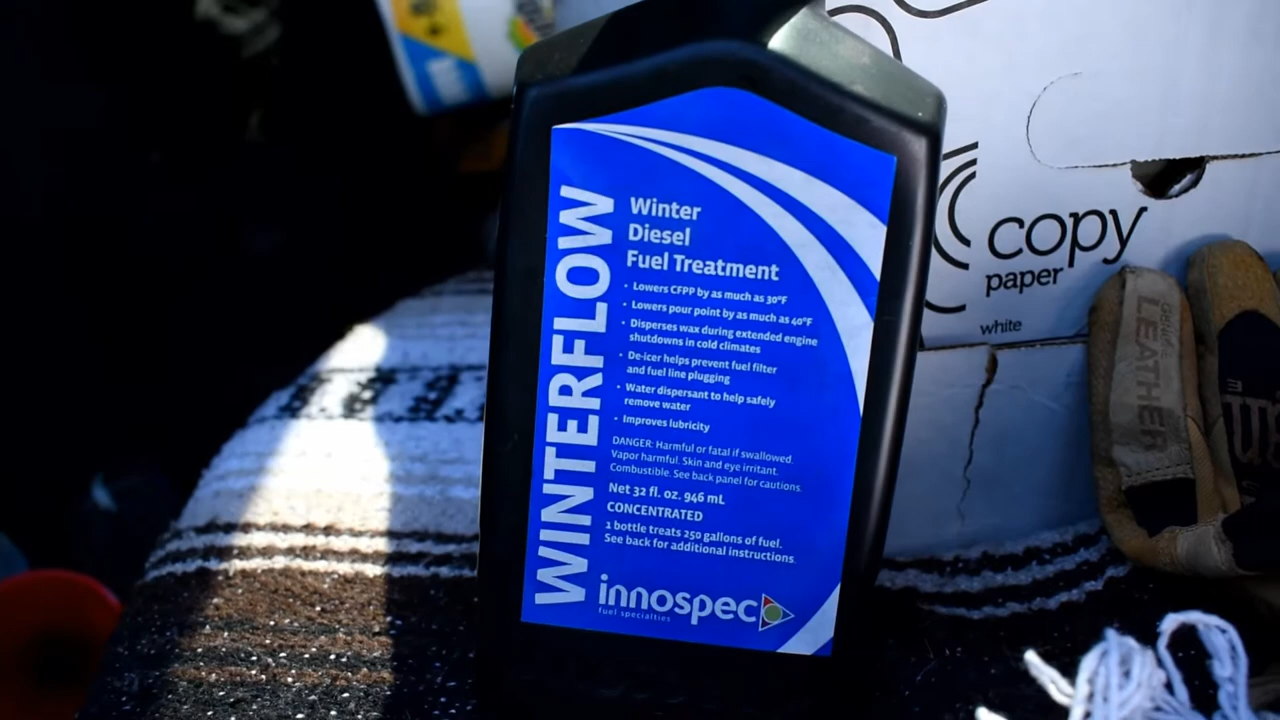 WINTERFLOW
Winter
Diesel
Fuel Treatment
• Lowers CFPP by as much as 30°F
• Lowers pour point by as much as 40°F
• Disperses wax during extended engine
shutdowns in cold climates
• De-icer helps prevent fuel filter
and fuel line plugging
• Water dispersant to help safely
remove water
• Improves lubricity
DANGER: Harmful or fatal if swallowed.
Vapor harmful. Skin and eye irritant.
Combustible. See back panel for cautions.
Net 32 fl. oz. 946 mL
CONCENTRATED
1 bottle treats 250 gallons of fuel.
See back for additional instructions.
innospec
fuel specialties
copy
paper
white
LEATHER